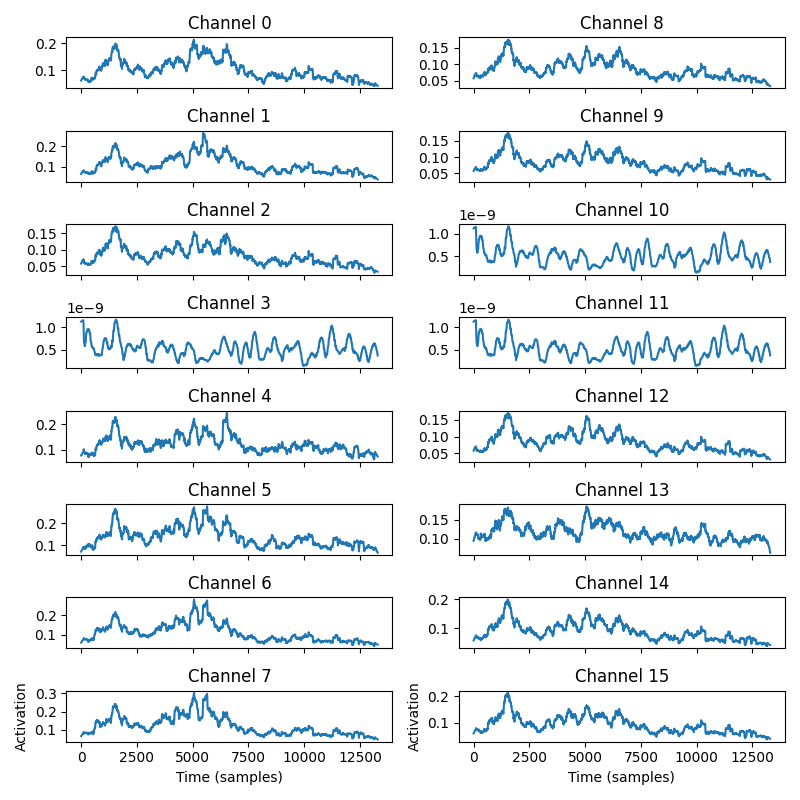 Channel 0
0.2
0.1
Channel 1
0.2
0.1
Channel 2
0.15
0.10
0.05
Channel 3
1e−9
1.0
0.5
Channel 4
0.2
0.1
Channel 5
0.2
0.1
Channel 6
0.2
0.1
Channel 7
0.3
0.2
0.1
Activation
0 2500 5000 7500 10000 12500
Time (samples)
Channel 8
0.15
0.10
0.05
Channel 9
0.15
0.10
0.05
Channel 10
1e−9
1.0
0.5
Channel 11
1e−9
1.0
0.5
Channel 12
0.15
0.10
0.05
Channel 13
0.15
0.10
Channel 14
0.2
0.1
Channel 15
0.2
0.1
Activation
0 2500 5000 7500 10000 12500
Time (samples)